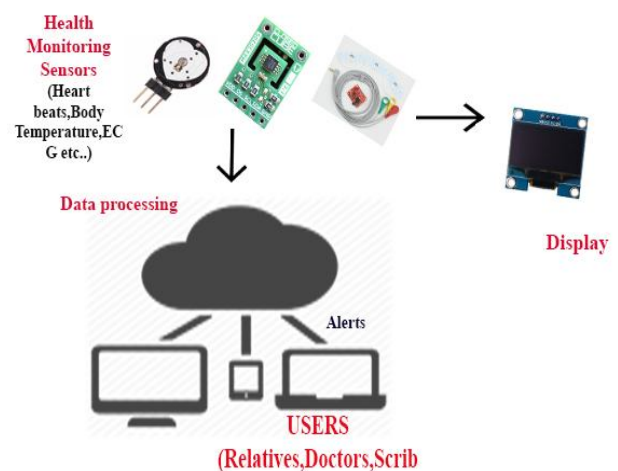 Health
Monitoring
Sensors
(Heart
beats,Body
Temperature,EC
G etc..)
Data processing
Display
Alerts
USERS
(Relatives,Doctors,Scrib